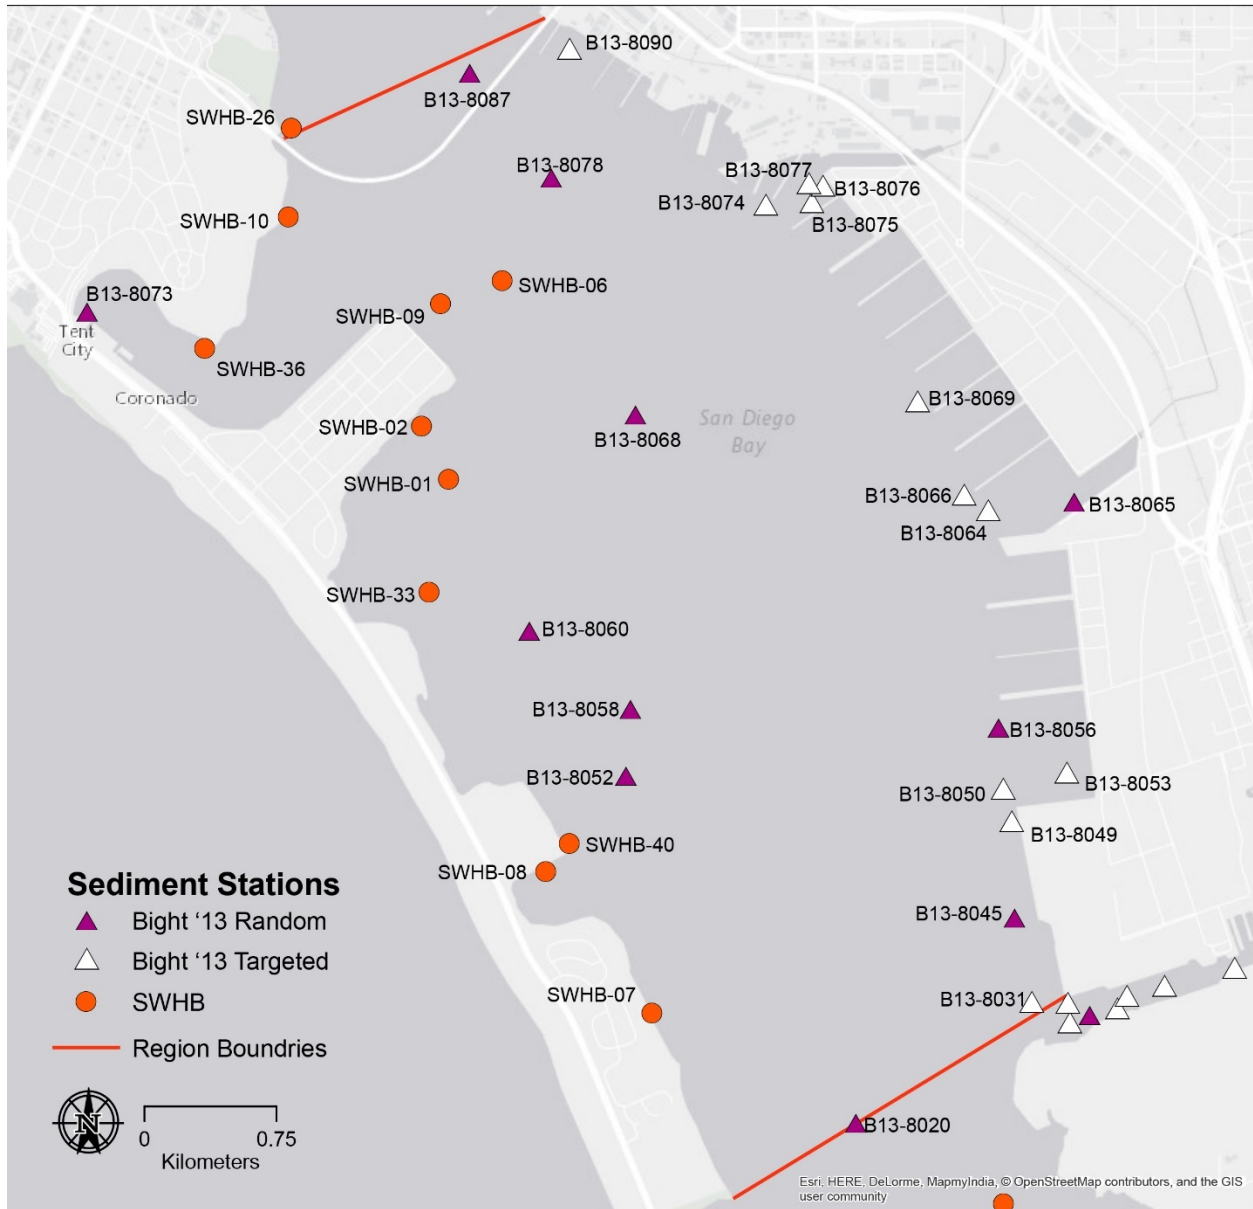 B13-8090
B13-8087
SWHB-26
B13-8078
B13-8077
B13-8076
B13-8074
B13-8075
SWHB-10
SWHB-06
B13-8073
SWHB-09
Tent
City
SWHB-36
Coronado
B13-8069
SWHB-02
San Diego
Bay
B13-8068
SWHB-01
B13-8066
B13-8065
B13-8064
SWHB-33
B13-8060
B13-8058
B13-8056
B13-8052
B13-8053
B13-8050
B13-8049
SWHB-40
SWHB-08
Sediment Stations
Bight ‘13 Random
Bight ‘13 Targeted
SWHB
Region Boundries
B13-8045
SWHB-07
B13-8031
B13-8020
N
0 0.75
Kilometers
Esri, HERE, DeLorme, MapmyIndia, © OpenStreetMap contributors, and the GIS
user community